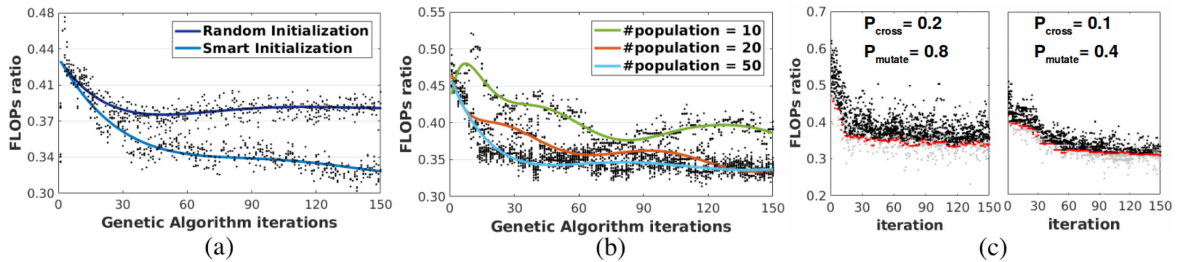 FLOPs ratio
0.48
0.44
0.41
0.37
0.34
0.30
Random Initialization
Smart Initialization
0 30 60 90 120 150
Genetic Algorithm iterations
(a)
FLOPs ratio
0.55
0.50
0.45
0.40
0.35
0.30
#population = 10
#population = 20
#population = 50
0 30 60 90 120 150
Genetic Algorithm iterations
(b)
FLOPs ratio
0.7
0.6
0.5
0.4
0.3
0.2
Pcross= 0.2
Pmutate= 0.8
0 30 60 90 120 150
iteration
Pcross= 0.1
Pmutate= 0.4
0 30 60 90 120 150
iteration
(c)